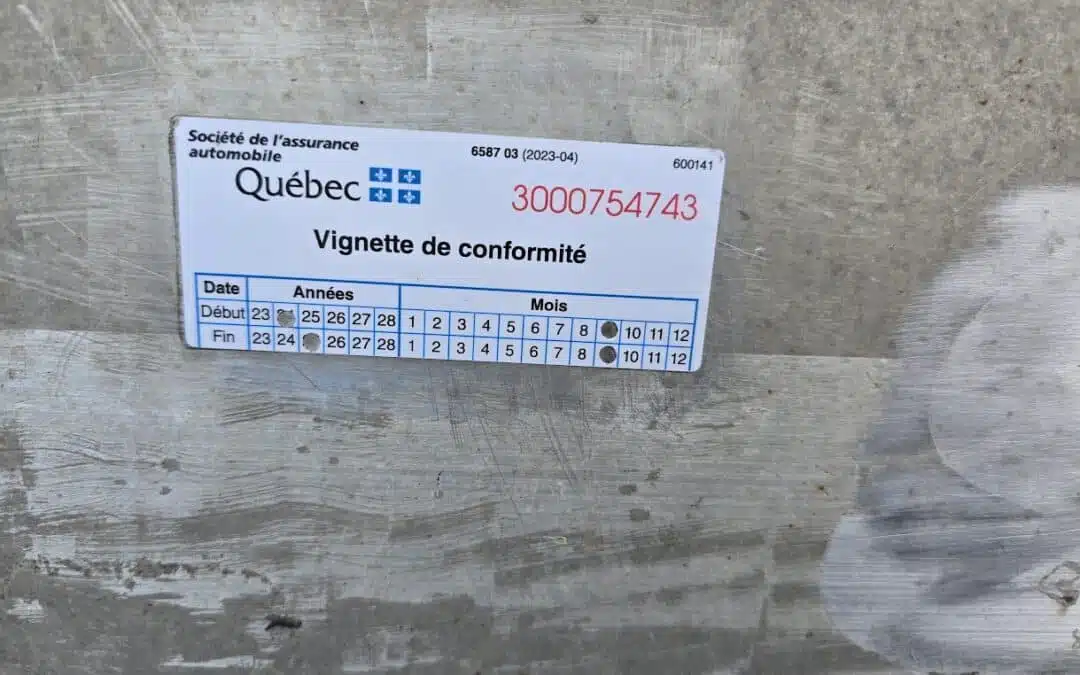 Société de l'assurance
automobile
Québec
6587 03 (2023-04)
600141
3000754743
Vignette de conformité
Date Années Mois
Début 23 25 26 27 28 1 2 3 4 5 6 7 8 10 11 12
Fin 23 24 26 27 28 1 2 3 4 5 6 7 8 10 11 12